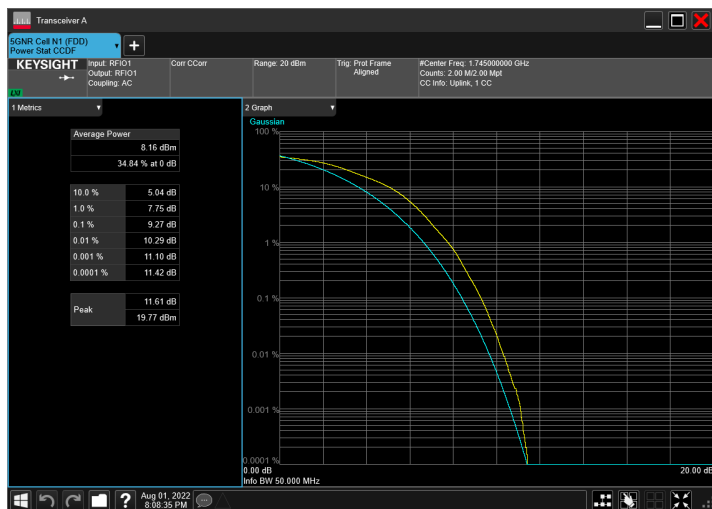 Transceiver A
5GNR Cell N1 (FDD)
Power Stat CCDF
KEYSIGHT
Input: RFIO1
Output: RFIO1
Coupling: AC
Corr CCorr
Range: 20 dBm
Trig: Prot Frame
Aligned
#Center Freq: 1.745000000 GHz
Counts: 2.00 M/2.00 Mpt
CC Info: Uplink, 1 CC
LXI
1 Metrics
Average Power
8.16 dBm
34.84 % at 0 dB
10.0 % 5.04 dB
1.0 % 7.75 dB
0.1 % 9.27 dB
0.01 % 10.29 dB
0.001 % 11.10 dB
0.0001 % 11.42 dB
Peak
11.61 dB
19.77 dBm
2 Graph
Gaussian
100 %
10 %
1 %
0.1 %
0.01 %
0.001 %
0.0001 %
0.00 dB
20.00 dB
Info BW 50.000 MHz
?
Aug 01, 2022
8:08:35 PM